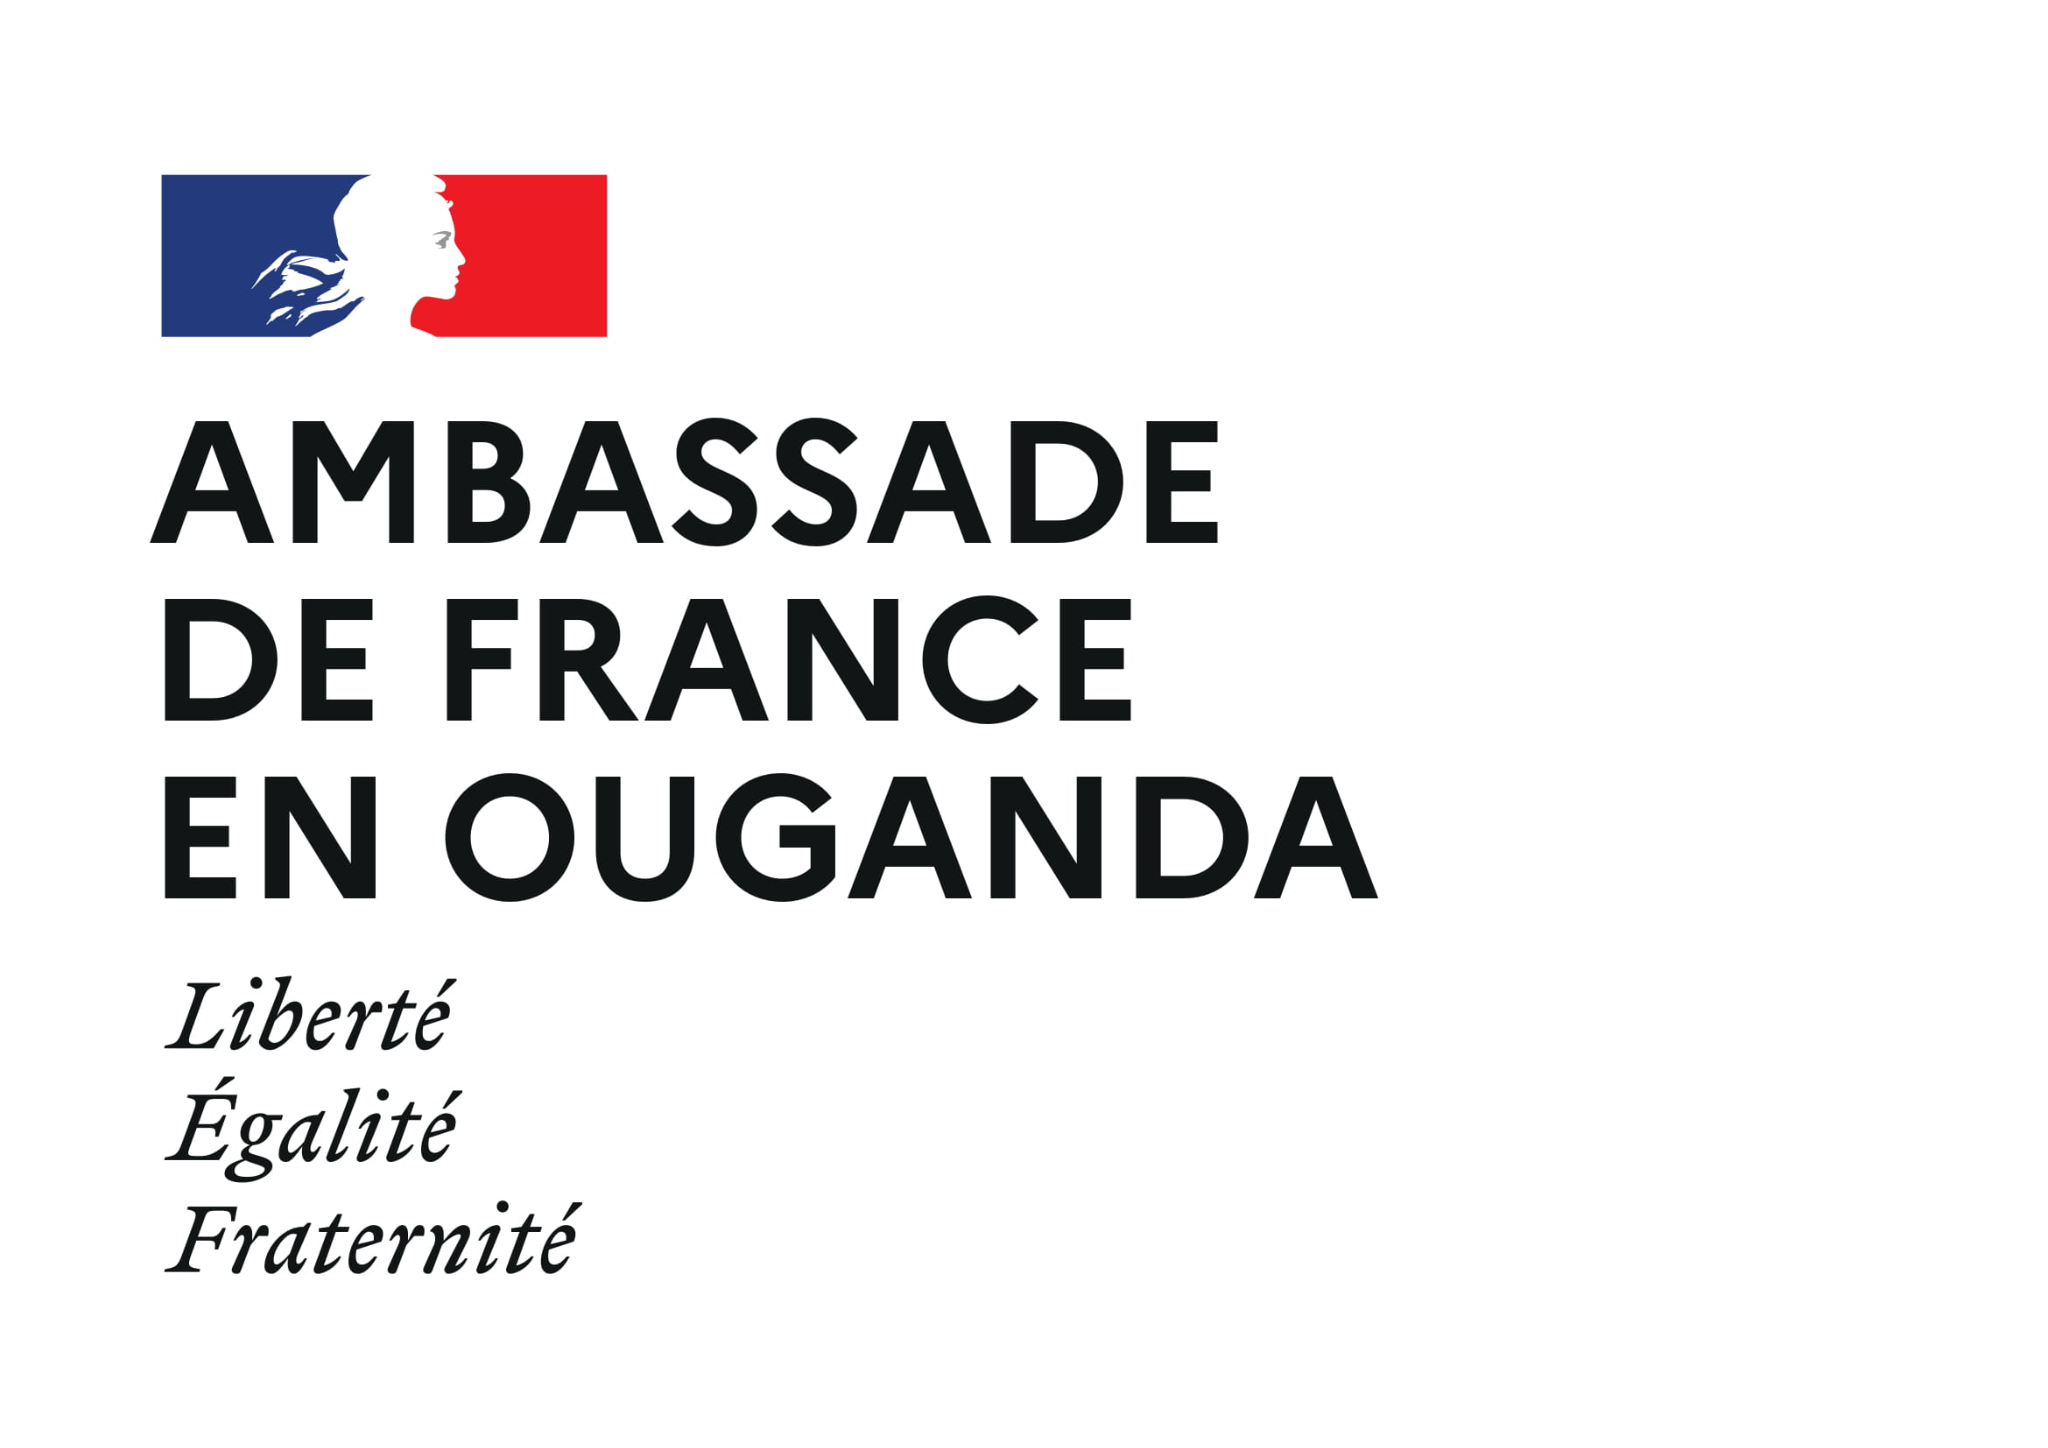 AMBASSADE
DE FRANCE
EN OUGANDA
Liberté
Égalité
Fraternité